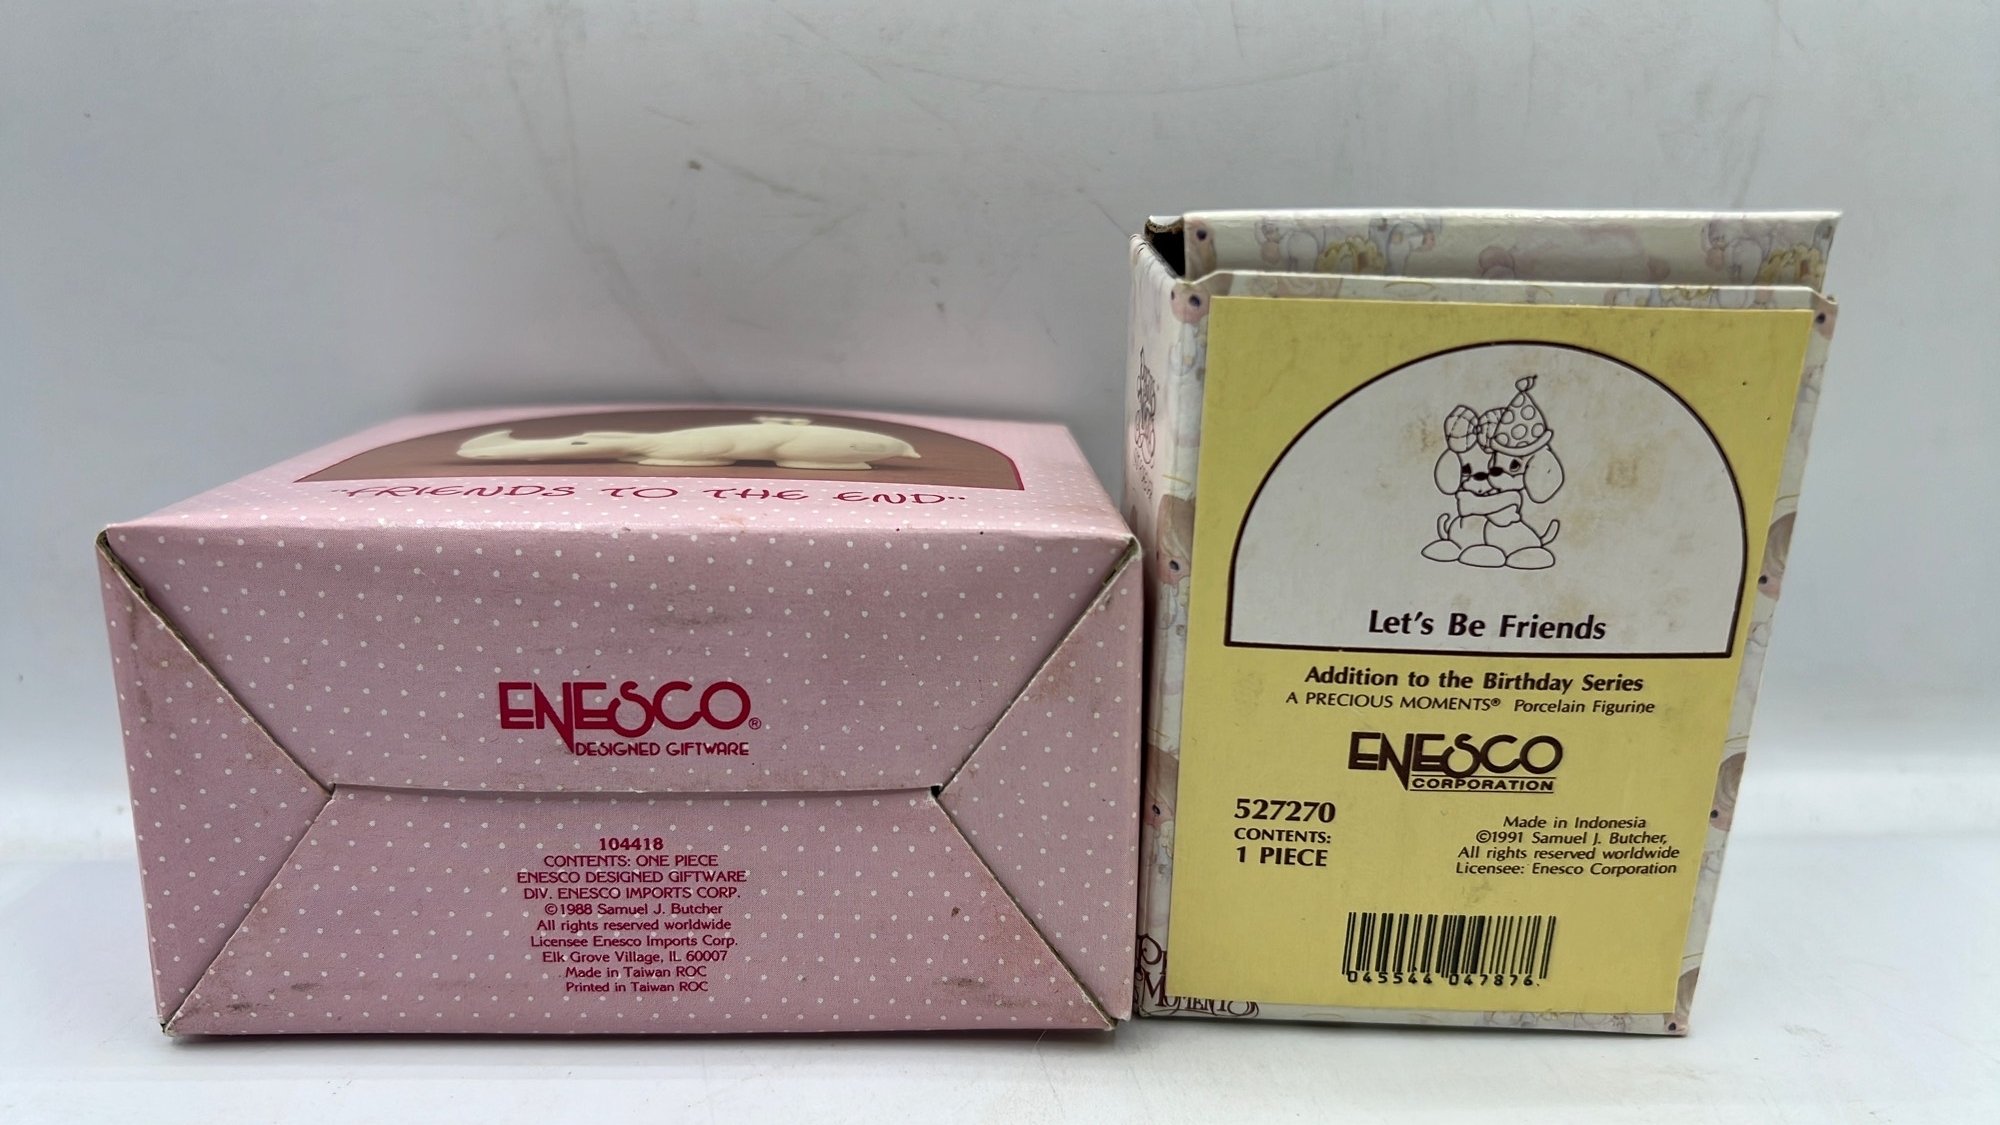 "FRIENDS TO THE END"
ENESCO®
DESIGNED GIFTWARE
104418
CONTENTS: ONE PIECE
ENESCO DESIGNED GIFTWARE
DIV. ENESCO IMPORTS CORP.
©1988 Samuel J. Butcher
All rights reserved worldwide
Licensee Enesco Imports Corp.
Elk Grove Village, IL 60007
Made in Taiwan ROC
Printed in Taiwan ROC
Let's Be Friends
Addition to the Birthday Series
A PRECIOUS MOMENTS® Porcelain Figurine
ENESCO
CORPORATION
527270
CONTENTS:
1 PIECE
Made in Indonesia
©1991 Samuel J. Butcher,
All rights reserved worldwide
Licensee: Enesco Corporation
045544 047876
MOMENTS